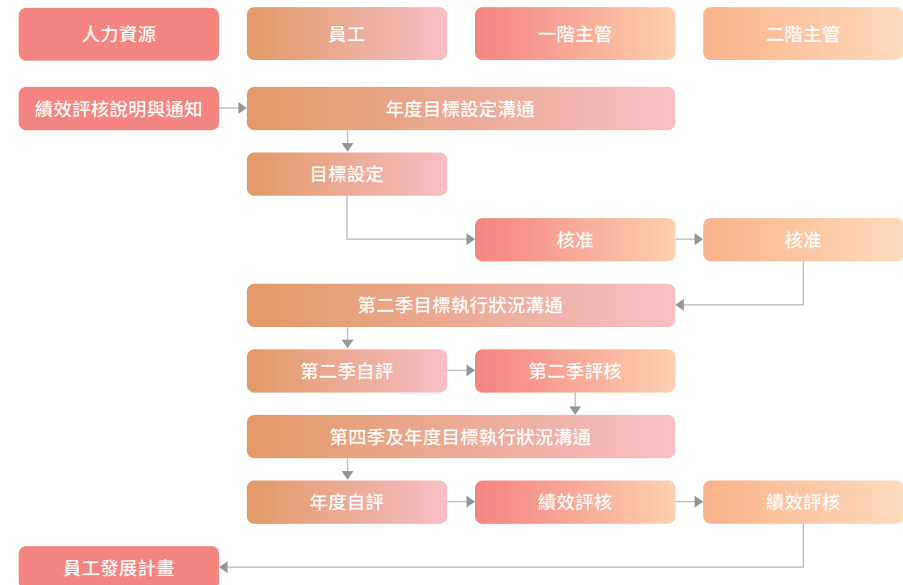 人力資源
員工
一階主管
二階主管
績效評核說明與通知
年度目標設定溝通
目標設定
核准
核准
第二季目標執行狀況溝通
第二季自評
第二季評核
第四季及年度目標執行狀況溝通
年度自評
績效評核
績效評核
員工發展計畫